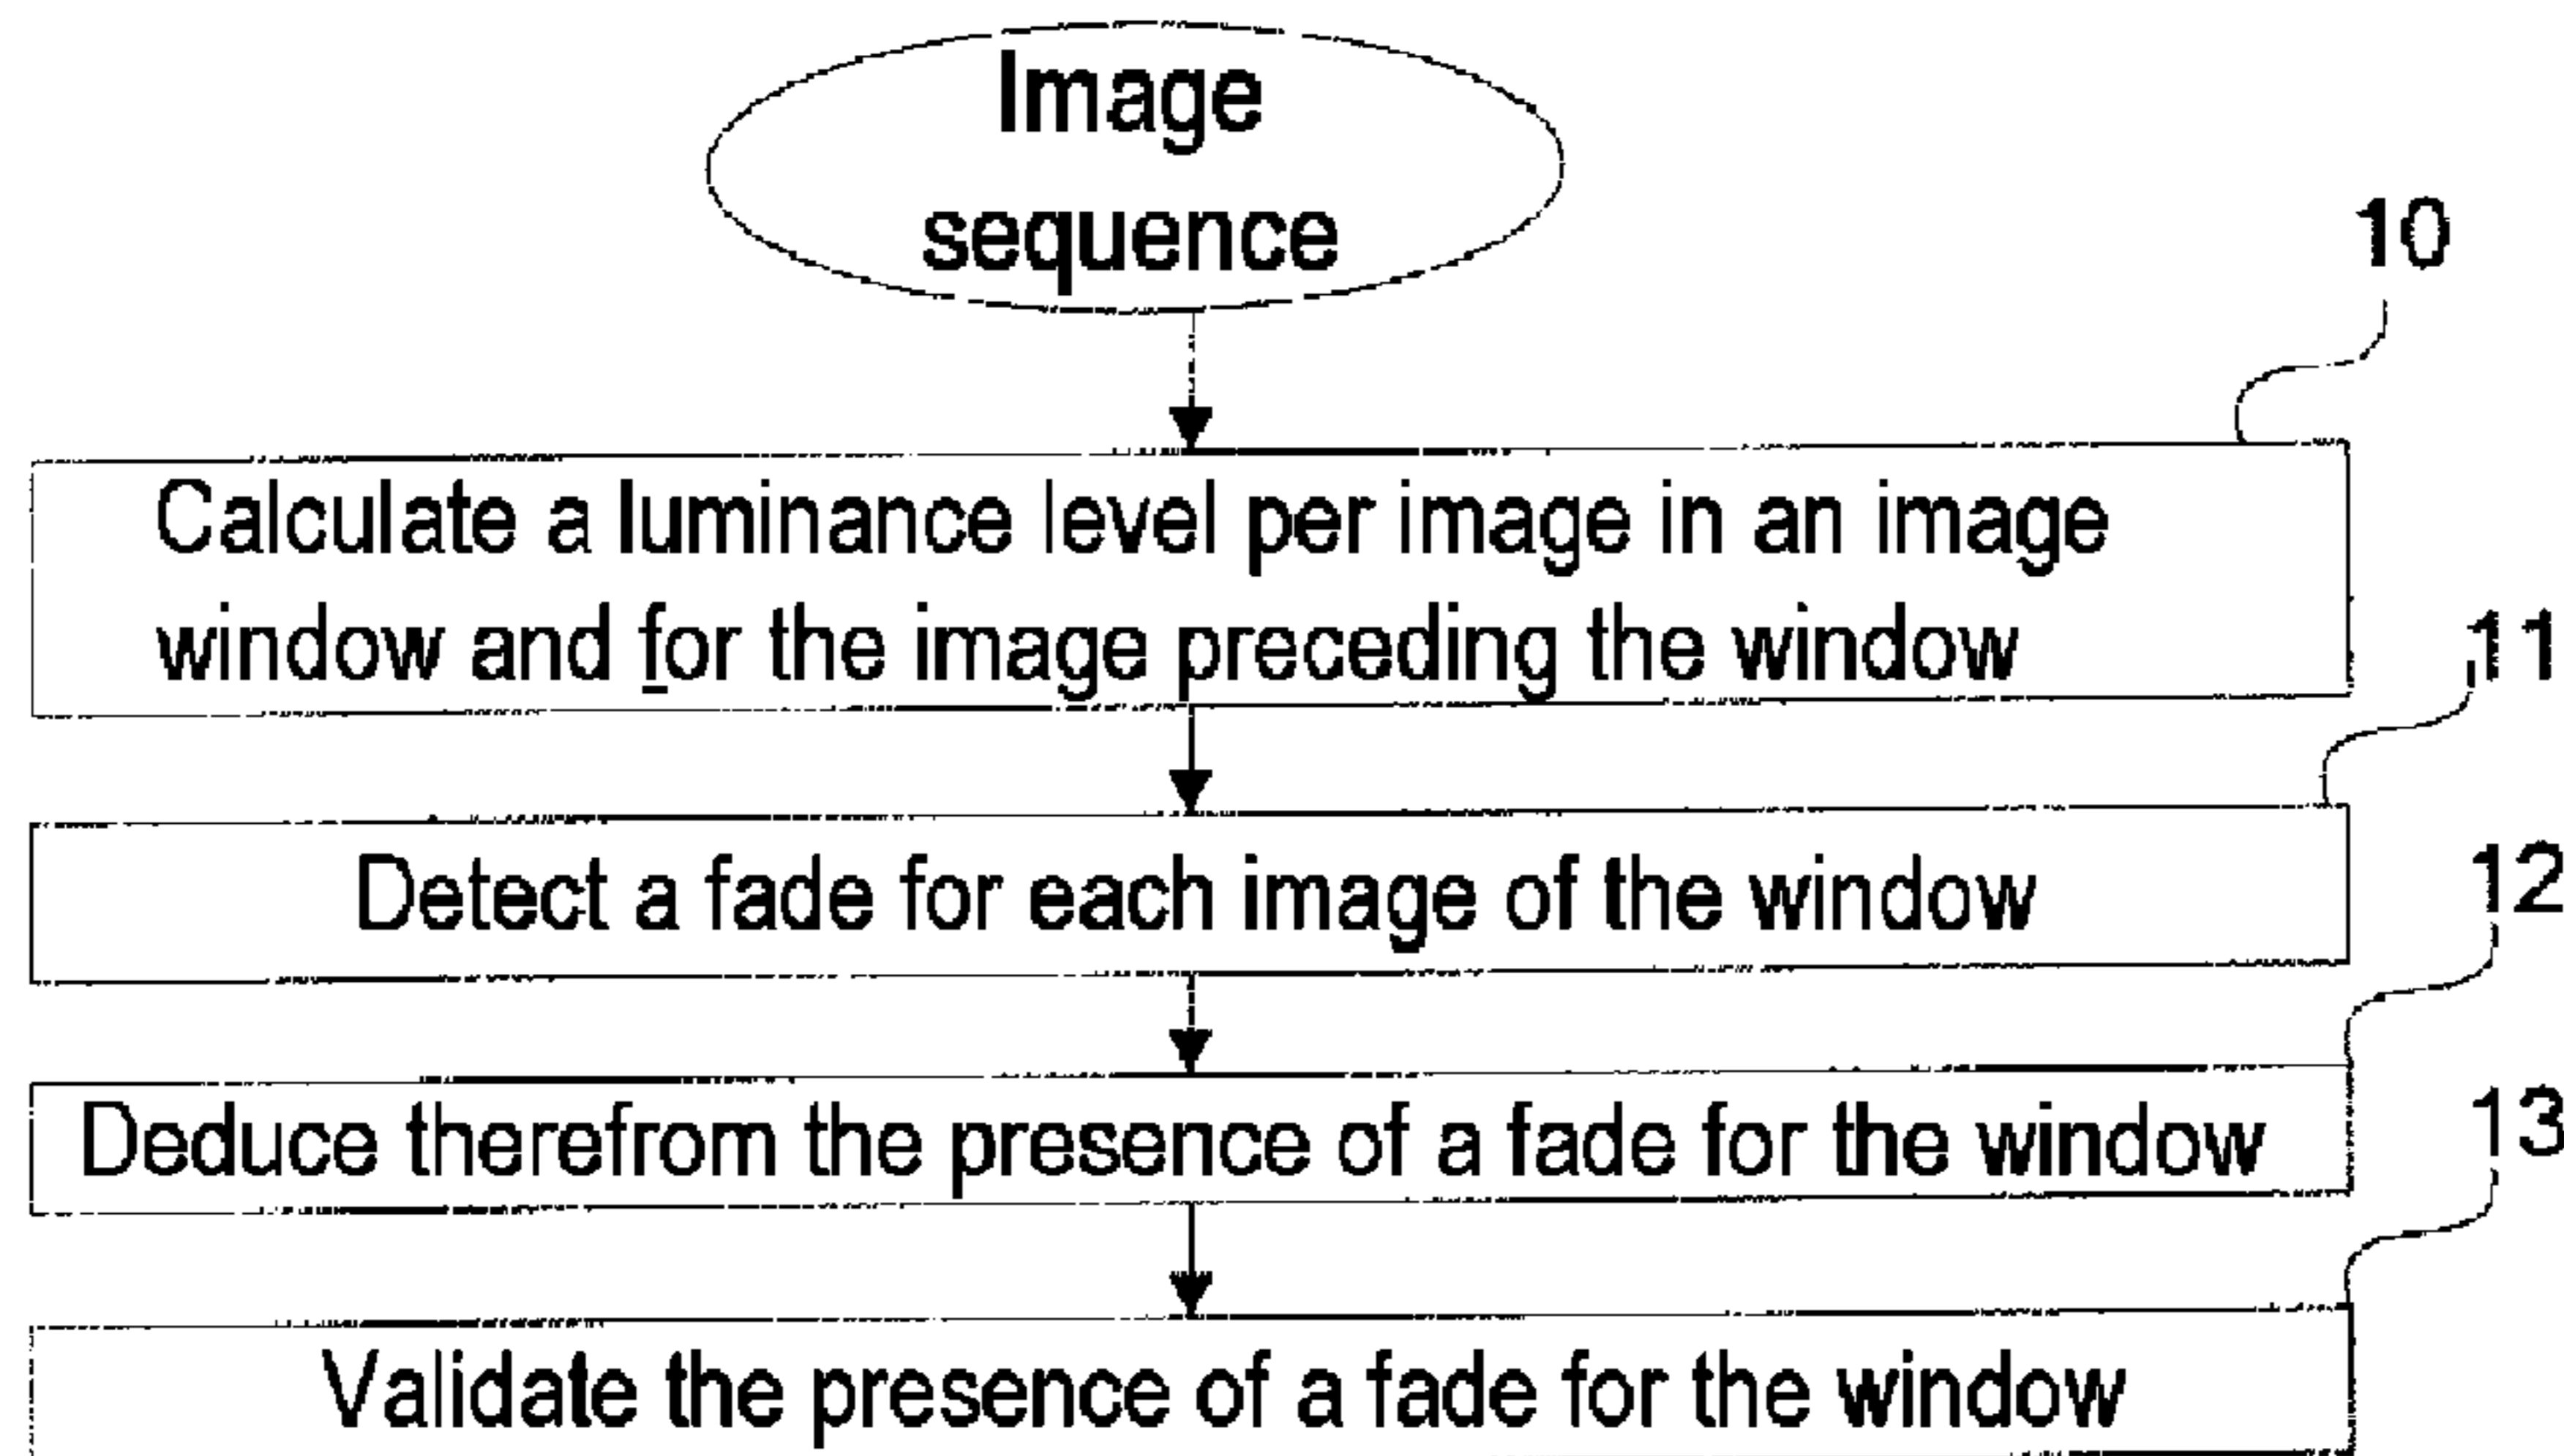 Image
sequence
10
Calculate a luminance level per image in an image
window and for the image preceding the window
11
Detect a fade for each image of the window
12
Deduce therefrom the presence of a fade for the window
13
Validate the presence of a fade for the window